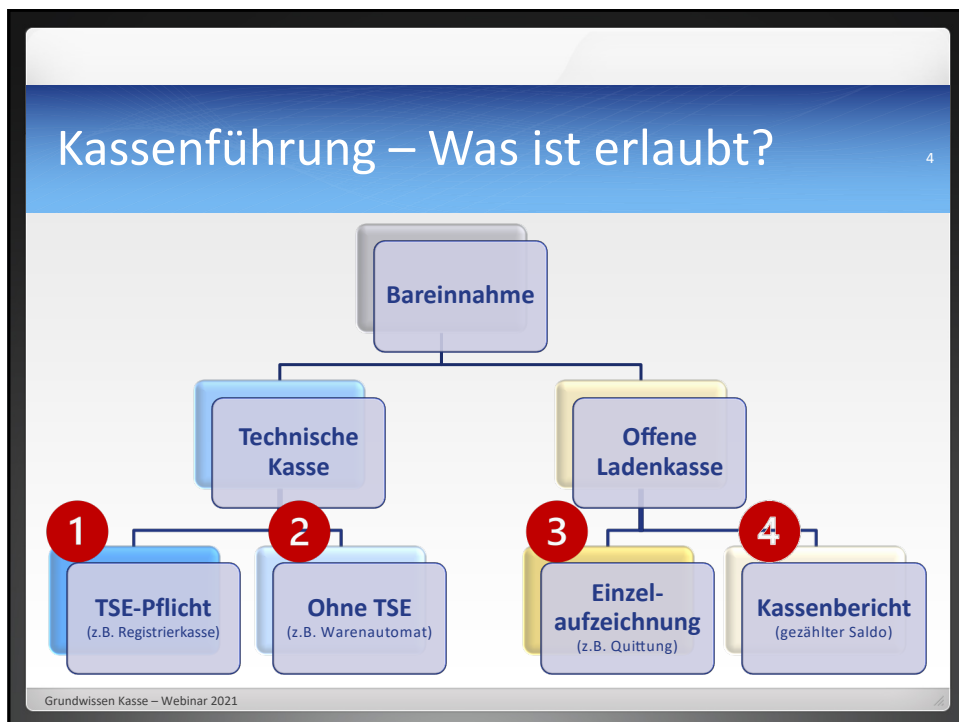 Kassenführung – Was ist erlaubt?
4
Bareinnahme
Technische
Kasse
Offene
Ladenkasse
1
TSE-Pflicht
(z.B. Registrierkasse)
2
Ohne TSE
(z.B. Warenautomat)
3
Einzel-
aufzeichnung
(z.B. Quittung)
4
Kassenbericht
(gezählter Saldo)
Grundwissen Kasse – Webinar 2021